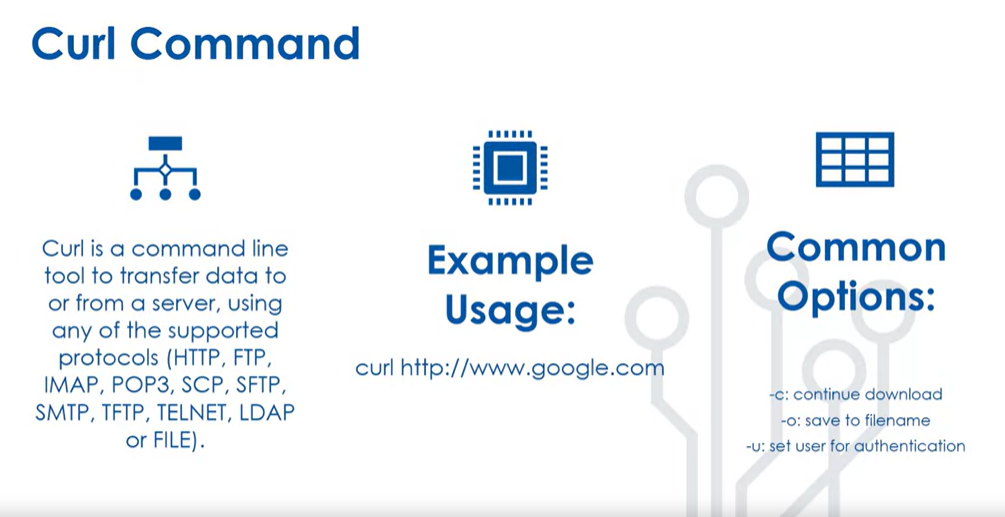 Curl Command
Curl is a command line
tool to transfer data to
or from a server, using
any of the supported
protocols (HTTP, FTP,
IMAP, POP3, SCP, SFTP,
SMTP, TFTP, TELNET, LDAP
or FILE).
Example
Usage:
curl http://www.google.com
Common
Options:
-c: continue download
-o: save to filename
-u: set user for authentication